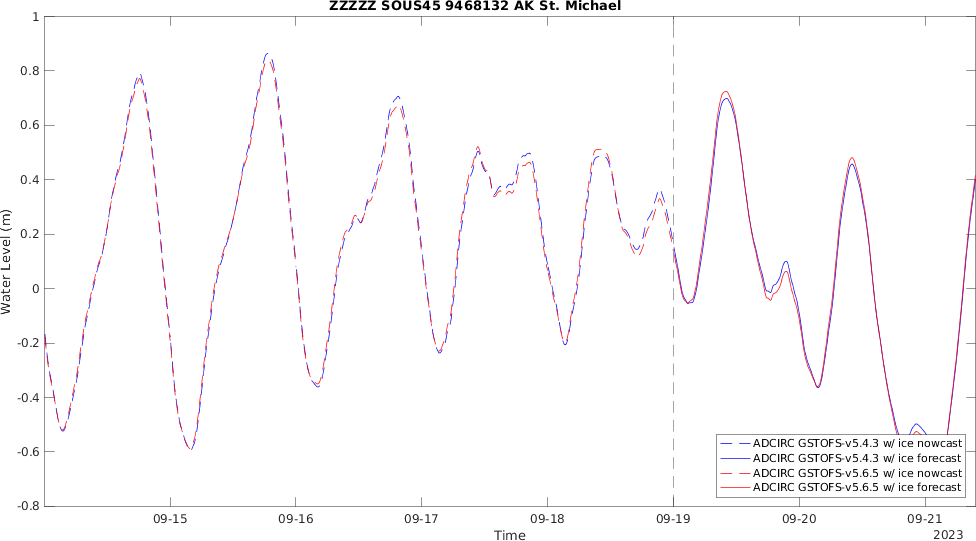 ZZZZZ SOUS45 9468132 AK St. Michael
1
0.8
0.6
0.4
0.2
0
-0.2
-0.4
-0.6
-0.8
Water Level (m)
09-15 09-16 09-17 09-18 09-19 09-20 09-21
Time
2023
ADCIRC GSTOFS-v5.4.3 w/ ice nowcast
ADCIRC GSTOFS-v5.4.3 w/ ice forecast
ADCIRC GSTOFS-v5.6.5 w/ ice nowcast
ADCIRC GSTOFS-v5.6.5 w/ ice forecast